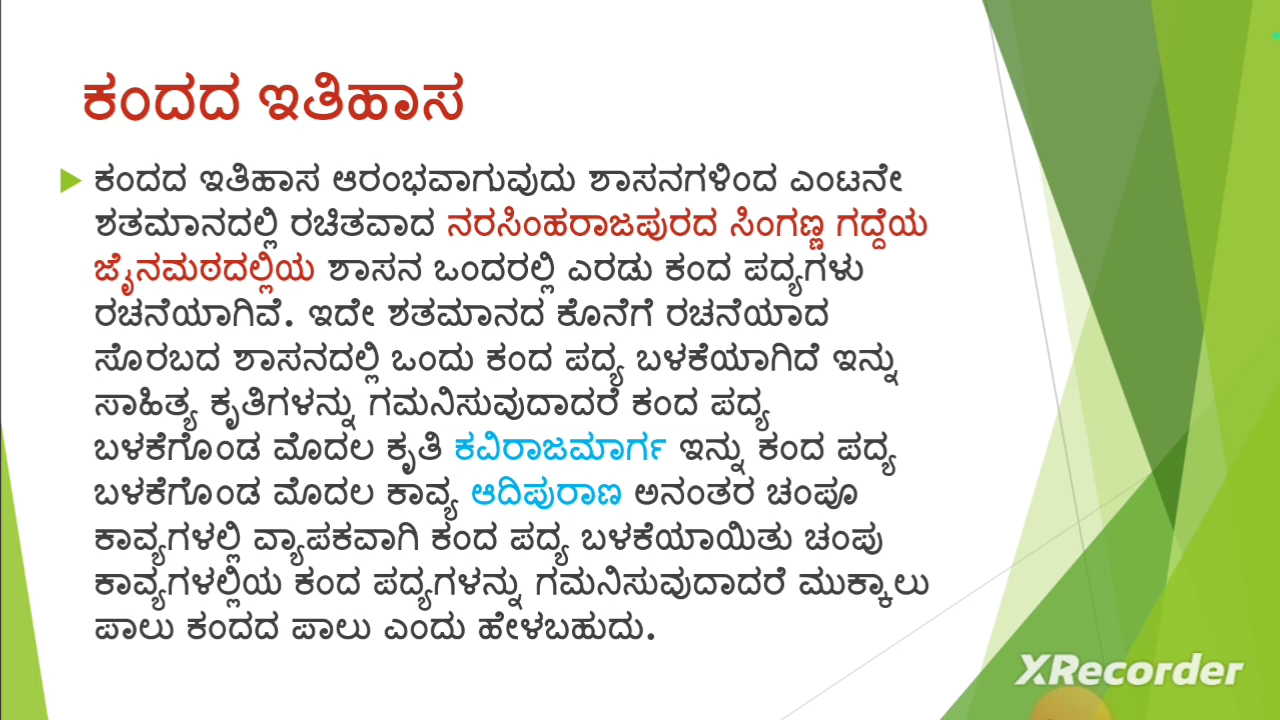 ಕಂದದ ಇತಿಹಾಸ
ಕಂದದ ಇತಿಹಾಸ ಆರಂಭವಾಗುವುದು ಶಾಸನಗಳಿಂದ ಎಂಟನೇ
ಶತಮಾನದಲ್ಲಿ ರಚಿತವಾದ ನರಸಿಂಹರಾಜಪುರದ ಸಿಂಗಣ್ಣ ಗದ್ದೆಯ
ಜೈನಮಠದಲ್ಲಿಯ ಶಾಸನ ಒಂದರಲ್ಲಿ ಎರಡು ಕಂದ ಪದ್ಯಗಳು
ರಚನೆಯಾಗಿವೆ. ಇದೇ ಶತಮಾನದ ಕೊನೆಗೆ ರಚನೆಯಾದ
ಸೊರಬದ ಶಾಸನದಲ್ಲಿ ಒಂದು ಕಂದ ಪದ್ಯ ಬಳಕೆಯಾಗಿದೆ ಇನ್ನು
ಸಾಹಿತ್ಯ ಕೃತಿಗಳನ್ನು ಗಮನಿಸುವುದಾದರೆ ಕಂದ ಪದ್ಯ
ಬಳಕೆಗೊಂಡ ಮೊದಲ ಕೃತಿ ಕವಿರಾಜಮಾರ್ಗ ಇನ್ನು ಕಂದ ಪದ್ಯ
ಬಳಕೆಗೊಂಡ ಮೊದಲ ಕಾವ್ಯ ಆದಿಪುರಾಣ ಅನಂತರ ಚಂಪೂ
ಕಾವ್ಯಗಳಲ್ಲಿ ವ್ಯಾಪಕವಾಗಿ ಕಂದ ಪದ್ಯ ಬಳಕೆಯಾಯಿತು ಚಂಪು
ಕಾವ್ಯಗಳಲ್ಲಿಯ ಕಂದ ಪದ್ಯಗಳನ್ನು ಗಮನಿಸುವುದಾದರೆ ಮುಕ್ಕಾಲು
ಪಾಲು ಕಂದದ ಪಾಲು ಎಂದು ಹೇಳಬಹುದು.
XRecorder